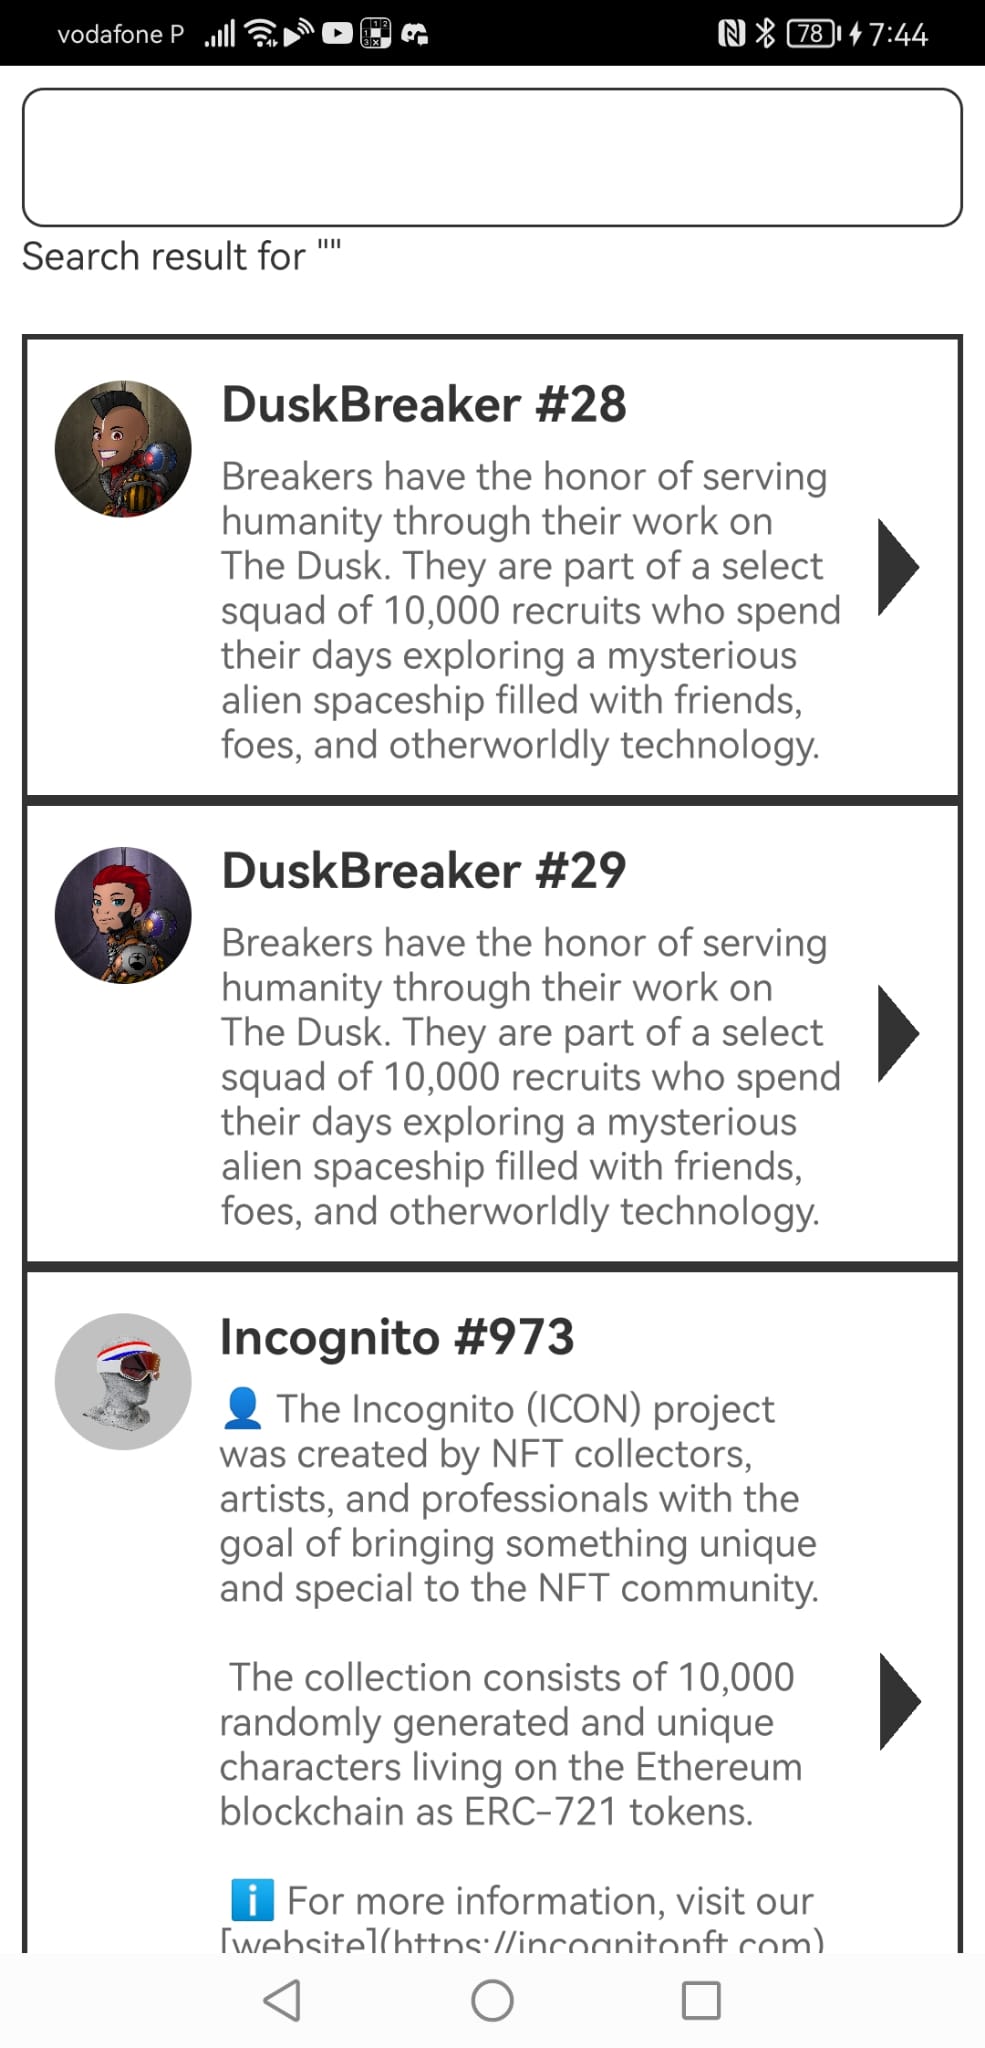 vodafone P 78 7:44
Search result for ""
DuskBreaker #28
Breakers have the honor of serving
humanity through their work on
The Dusk. They are part of a select
squad of 10,000 recruits who spend
their days exploring a mysterious
alien spaceship filled with friends,
foes, and otherworldly technology.
DuskBreaker #29
Breakers have the honor of serving
humanity through their work on
The Dusk. They are part of a select
squad of 10,000 recruits who spend
their days exploring a mysterious
alien spaceship filled with friends,
foes, and otherworldly technology.
Incognito #973
👤 The Incognito (ICON) project
was created by NFT collectors,
artists, and professionals with the
goal of bringing something unique
and special to the NFT community.
The collection consists of 10,000
randomly generated and unique
characters living on the Ethereum
blockchain as ERC-721 tokens.
ℹ️ For more information, visit our
[website](https://incognitonft.com)